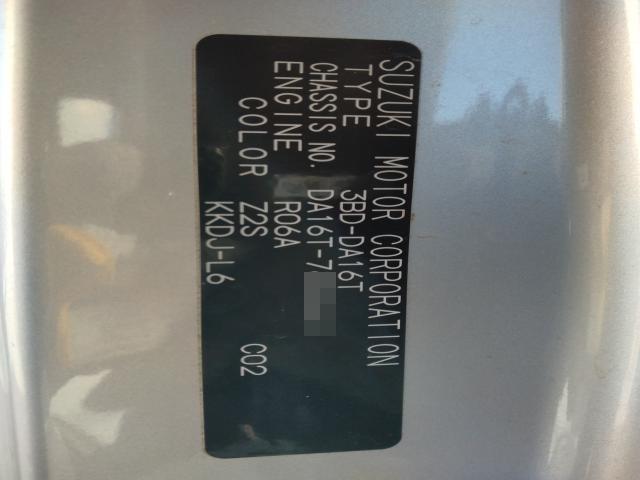 SUZUKI MOTOR CORPORATION
TYPE 3BD-DA16T
CHASSIS NO. DA16T-7
ENGINE R06A
COLOR Z2S C02
KKDJ-L6